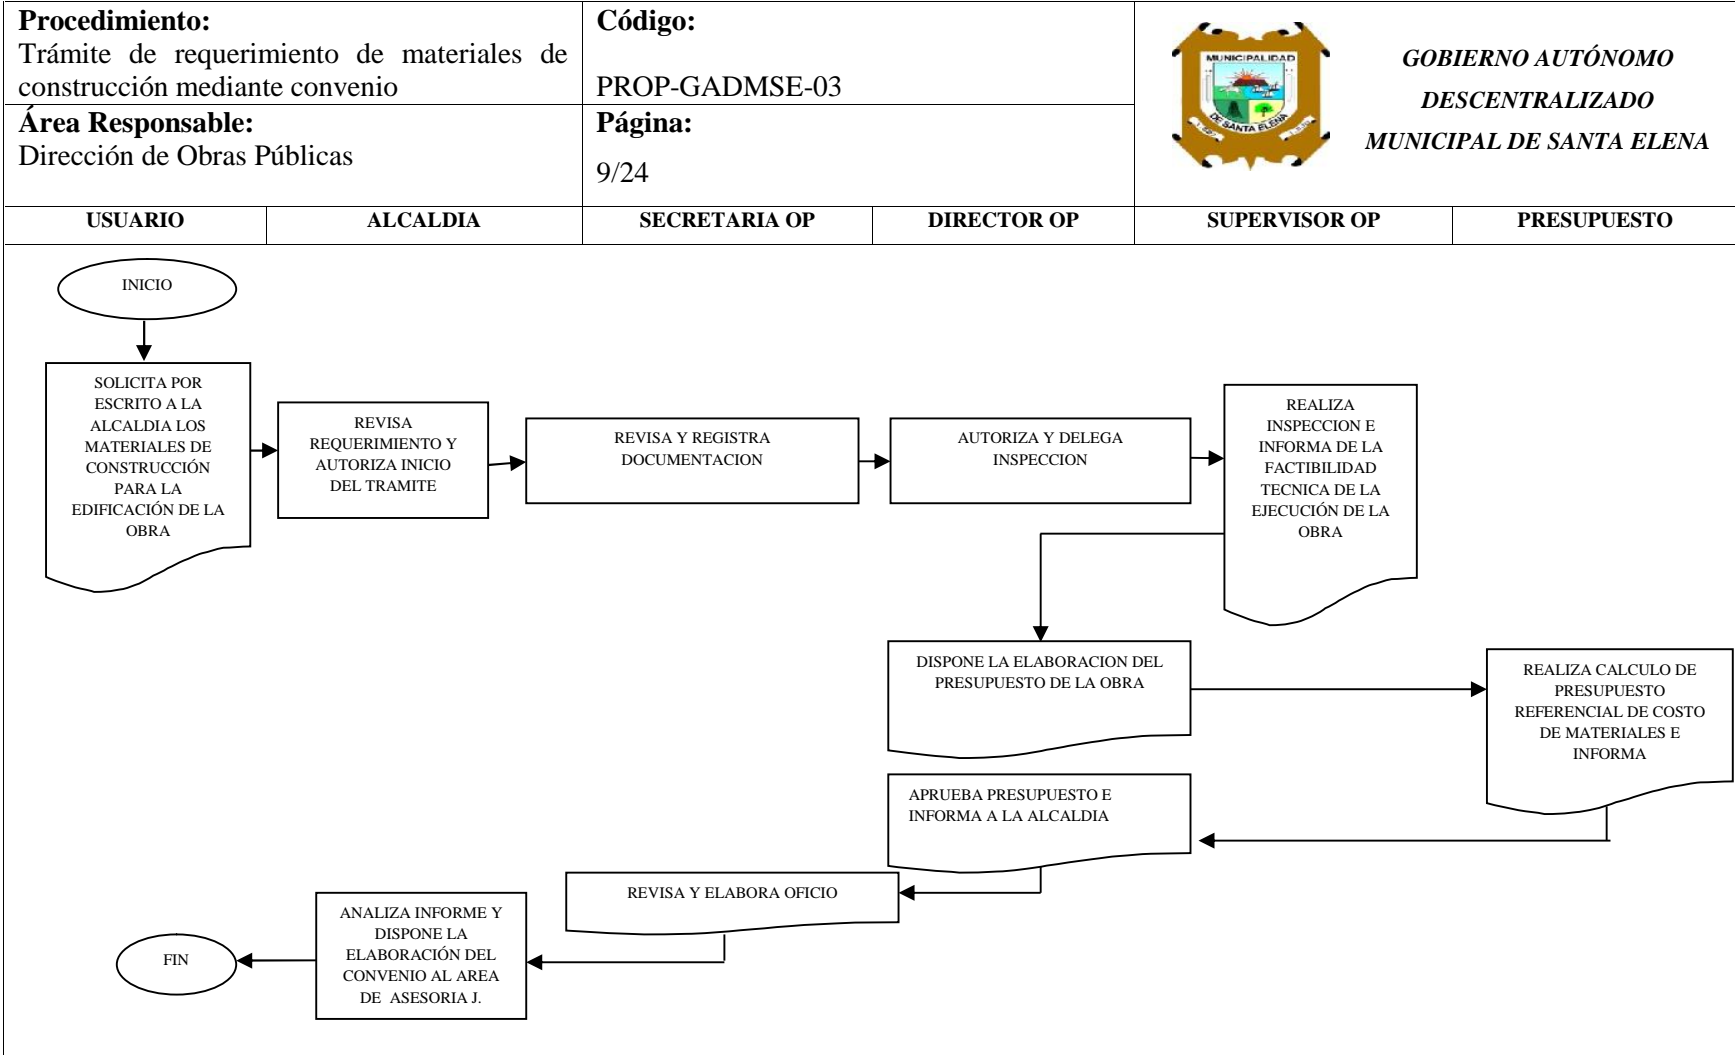 Procedimiento:
Trámite de requerimiento de materiales de
construcción mediante convenio
Código:
PROP-GADMSE-03
Área Responsable:
Dirección de Obras Públicas
Página:
9/24
MUNICIPALIDAD
DE SANTA ELENA
GOBIERNO AUTÓNOMO
DESCENTRALIZADO
MUNICIPAL DE SANTA ELENA
USUARIO
ALCALDIA
SECRETARIA OP
DIRECTOR OP
SUPERVISOR OP
PRESUPUESTO
INICIO
SOLICITA POR
ESCRITO A LA
ALCALDIA LOS
MATERIALES DE
CONSTRUCCIÓN
PARA LA
EDIFICACIÓN DE LA
OBRA
REVISA
REQUERIMIENTO Y
AUTORIZA INICIO
DEL TRAMITE
REVISA Y REGISTRA
DOCUMENTACION
AUTORIZA Y DELEGA
INSPECCION
REALIZA
INSPECCION E
INFORMA DE LA
FACTIBILIDAD
TECNICA DE LA
EJECUCIÓN DE LA
OBRA
DISPONE LA ELABORACION DEL
PRESUPUESTO DE LA OBRA
REALIZA CALCULO DE
PRESUPUESTO
REFERENCIAL DE COSTO
DE MATERIALES E
INFORMA
APRUEBA PRESUPUESTO E
INFORMA A LA ALCALDIA
REVISA Y ELABORA OFICIO
ANALIZA INFORME Y
DISPONE LA
ELABORACIÓN DEL
CONVENIO AL AREA
DE ASESORIA J.
FIN